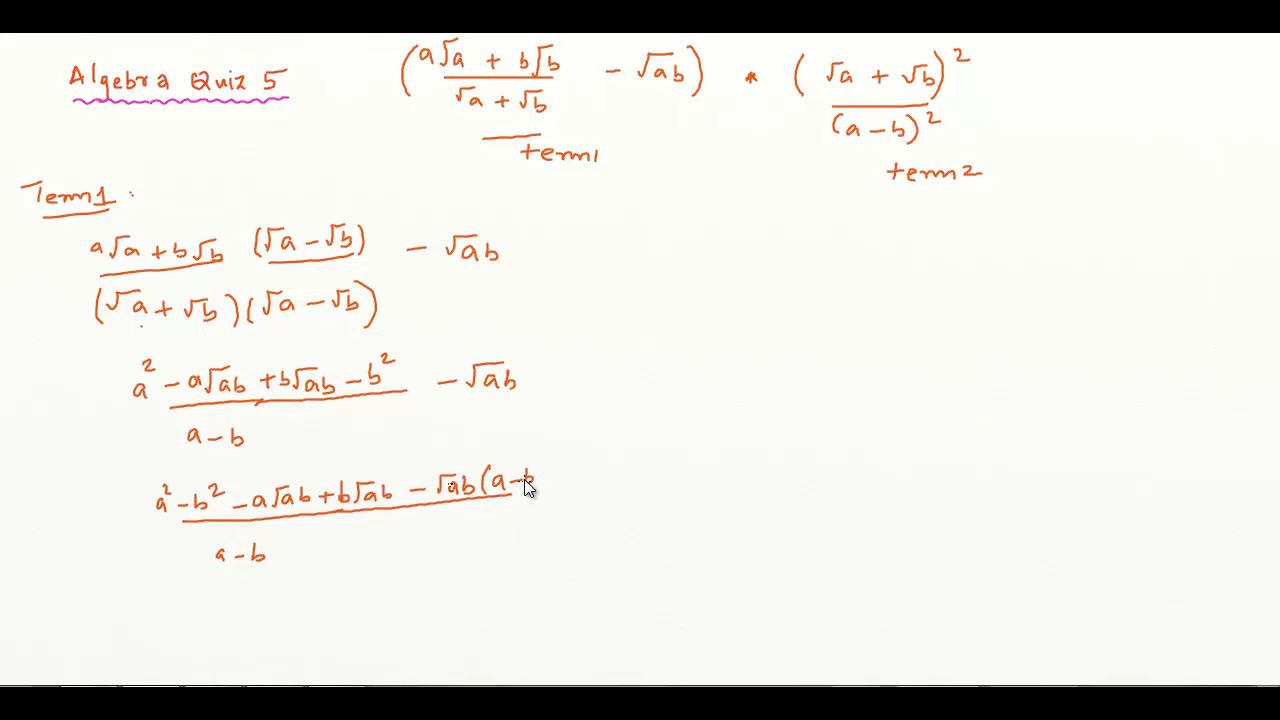 Algebra Quiz 5
(a√a + b√b / √a + √b - √ab) * (√a + √b)² / (a - b)²
term1
term2
Term1 :
a√a + b√b (√a - √b) - √ab
(√a + √b)(√a - √b)
a² - a√ab + b√ab - b² - √ab
a - b
a² - b² - a√ab + b√ab - √ab(a - b
a - b